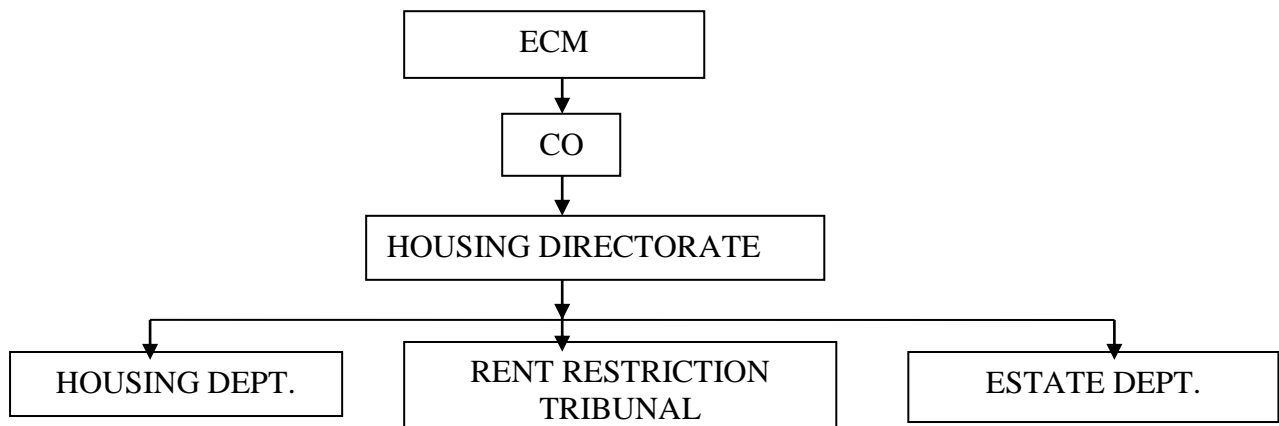 ECM
CO
HOUSING DIRECTORATE
HOUSING DEPT.
RENT RESTRICTION
TRIBUNAL
ESTATE DEPT.